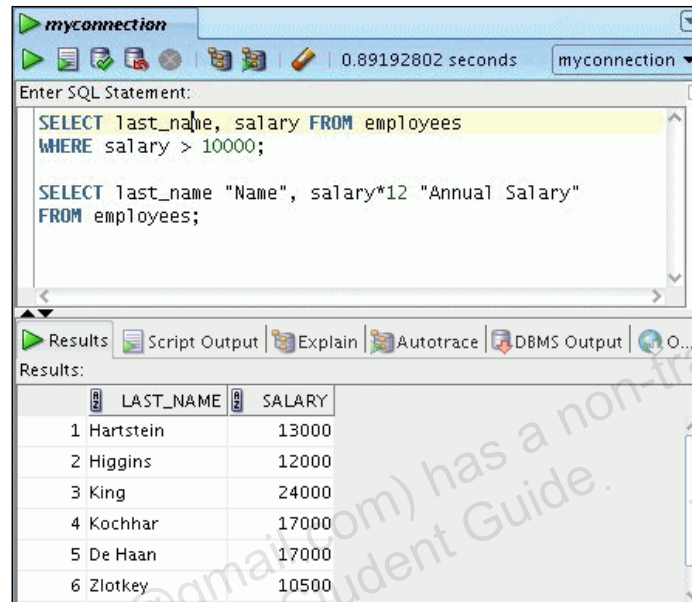 myconnection
0.89192802 seconds myconnection
Enter SQL Statement:
SELECT last_name, salary FROM employees
WHERE salary > 10000;
SELECT last_name "Name", salary*12 "Annual Salary"
FROM employees;
Results Script Output Explain Autotrace DBMS Output O...
Results:
LAST_NAME SALARY
1 Hartstein 13000
2 Higgins 12000
3 King 24000
4 Kochhar 17000
5 De Haan 17000
6 Zlotkey 10500
com) has a non-tra
@gmail
Student Guide.